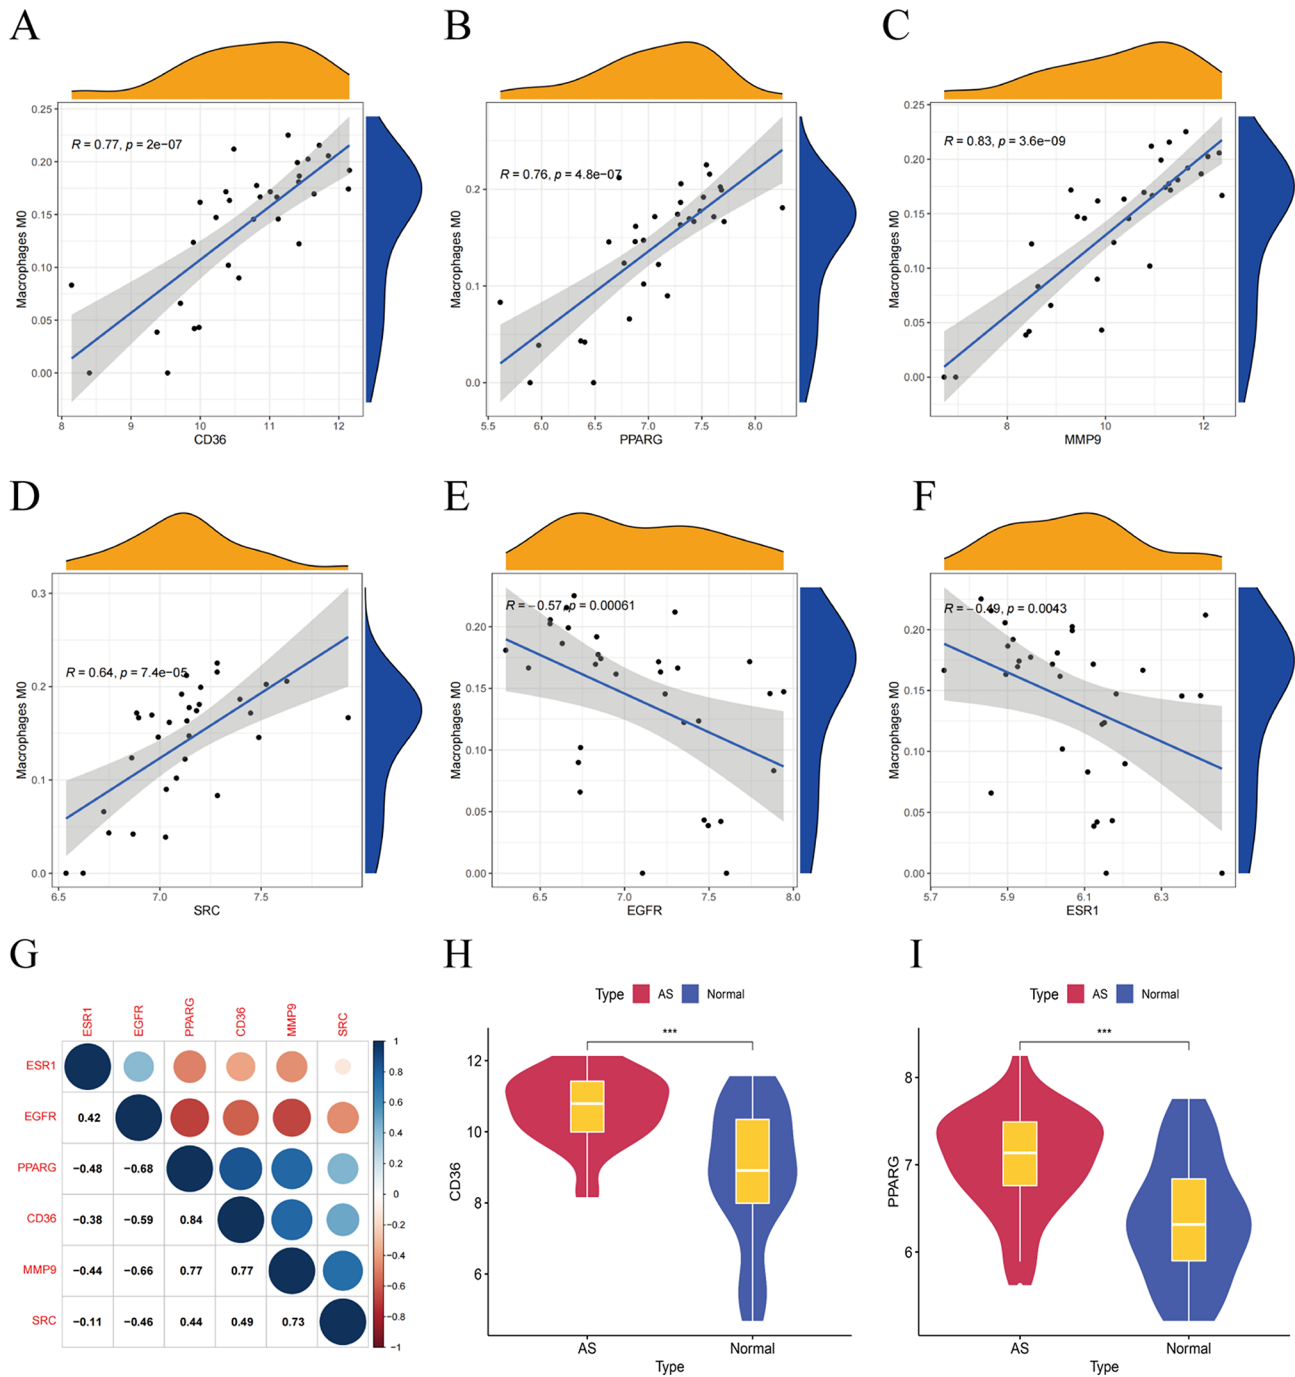 A
B
C
R = 0.77, p = 2e−07
R = 0.76, p = 4.8e−07
R = 0.83, p = 3.6e−09
Macrophages M0
0.25
0.20
0.15
0.10
0.05
0.00
8 9 10 11 12
CD36
Macrophages M0
0.2
0.1
0.0
5.5 6.0 6.5 7.0 7.5 8.0
PPARG
Macrophages M0
0.25
0.20
0.15
0.10
0.05
0.00
8 10 12
MMP9
D
E
F
R = 0.64, p = 7.4e−05
R = −0.57, p = 0.00061
R = −0.49, p = 0.0043
Macrophages M0
0.3
0.2
0.1
0.0
6.5 7.0 7.5
SRC
Macrophages M0
0.20
0.15
0.10
0.05
0.00
6.5 7.0 7.5 8.0
EGFR
Macrophages M0
0.20
0.15
0.10
0.05
0.00
5.7 5.9 6.1 6.3
ESR1
G
ESR1 EGFR PPARG CD36 MMP9 SRC
ESR1
EGFR 0.42
PPARG −0.48 −0.68
CD36 −0.38 −0.59 0.84
MMP9 −0.44 −0.66 0.77 0.77
SRC −0.11 −0.46 0.44 0.49 0.73
1
0.8
0.6
0.4
0.2
0
−0.2
−0.4
−0.6
−0.8
−1
H
Type AS Normal
***
CD36
12
10
8
6
AS Normal
Type
I
Type AS Normal
***
PPARG
8
7
6
AS Normal
Type